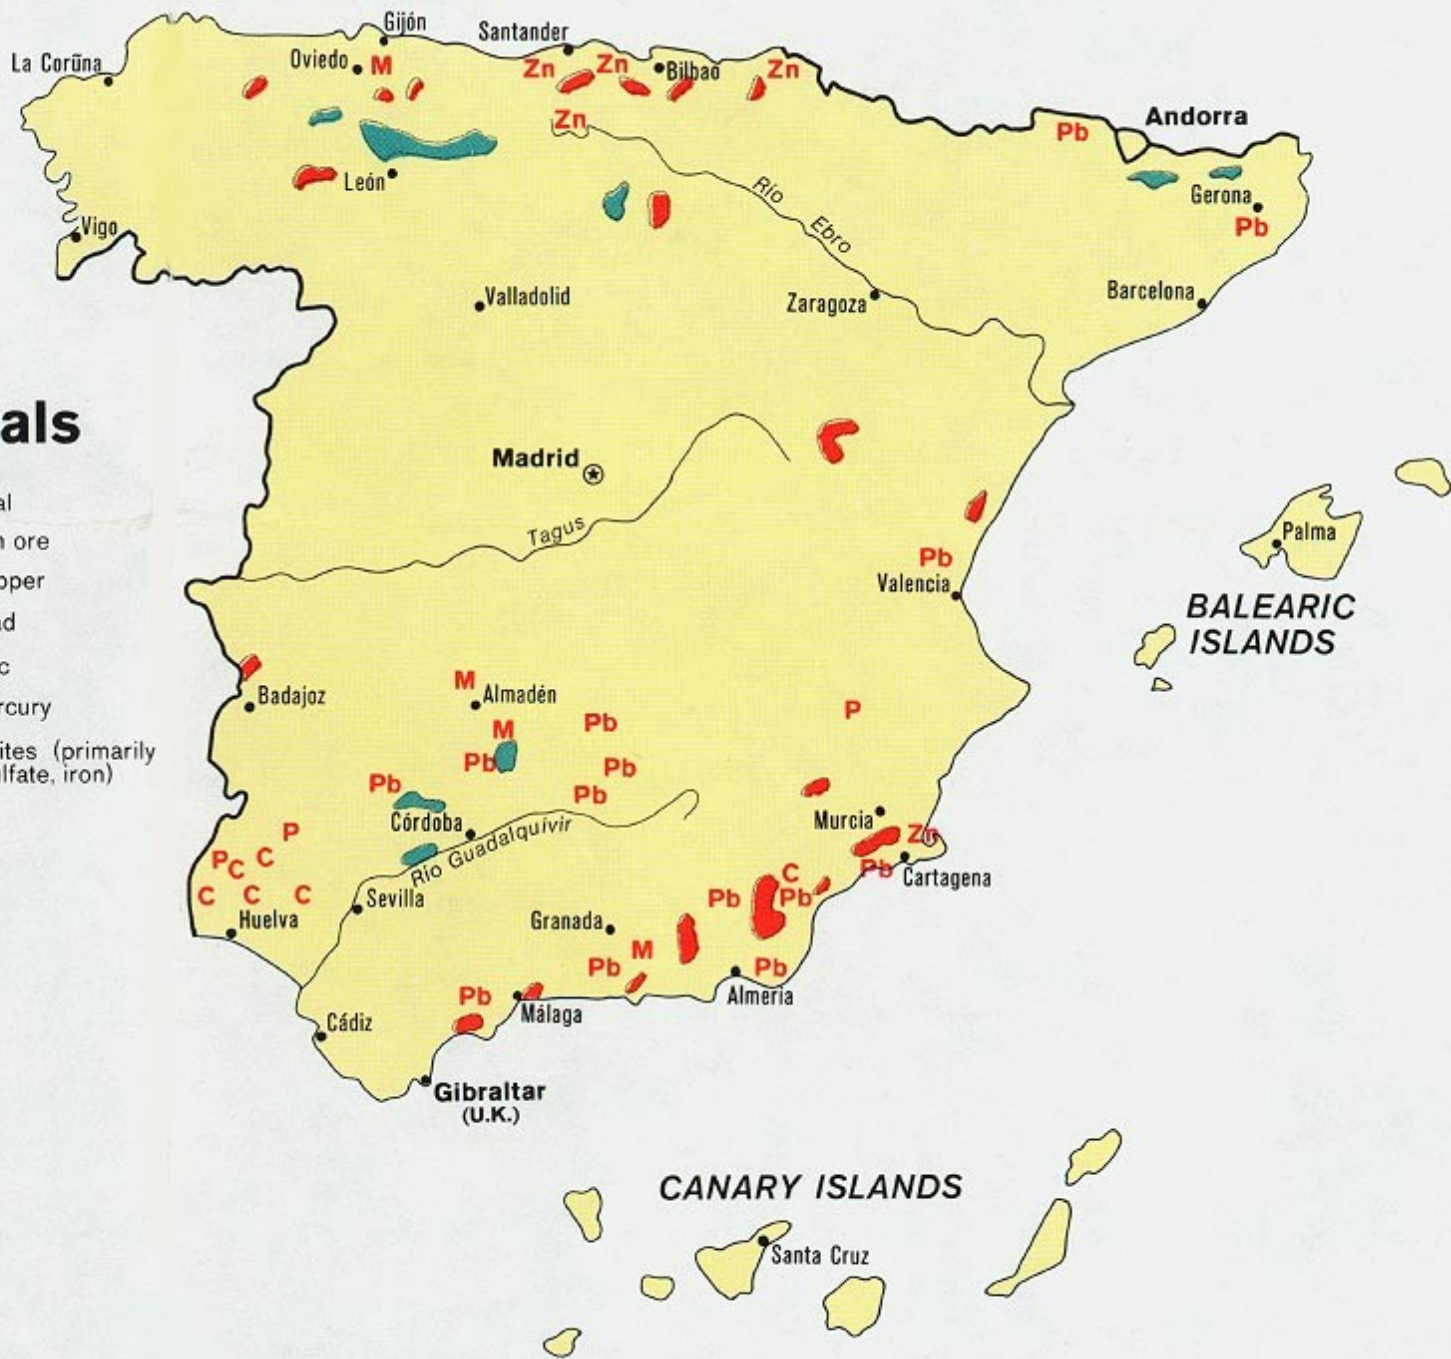 Gijón
Santander
La Coruña
Oviedo
M
Zn
Zn
Bilbao
Zn
Zn
Pb
Andorra
León
Río Ebro
Gerona
Pb
Vigo
Valladolid
Zaragoza
Barcelona
als
al
ore
pper
ad
c
rcury
ites (primarily
lfate, iron)
Madrid
Tagus
Pb
Valencia
Palma
BALEARIC
ISLANDS
Badajoz
M
Almadén
M
Pb
P
Pb
Pb
Pb
Pb
Córdoba
Río Guadalquivir
Murcia
Zn
P
P
C
C
C
C
C
Huelva
Sevilla
Granada
Pb
C
Pb
Pb
Cartagena
M
Pb
Pb
Almería
Pb
Málaga
Cádiz
Gibraltar
(U.K.)
CANARY ISLANDS
Santa Cruz